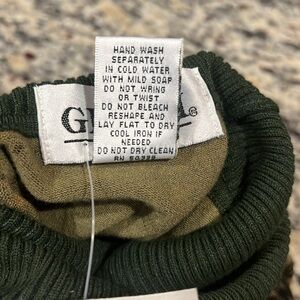 HAND WASH
SEPARATELY
IN COLD WATER
WITH MILD SOAP
DO NOT WRING
OR TWIST
DO NOT BLEACH
RESHAPE AND
LAY FLAT TO DRY
COOL IRON IF
NEEDED
DO NOT DRY CLEAN